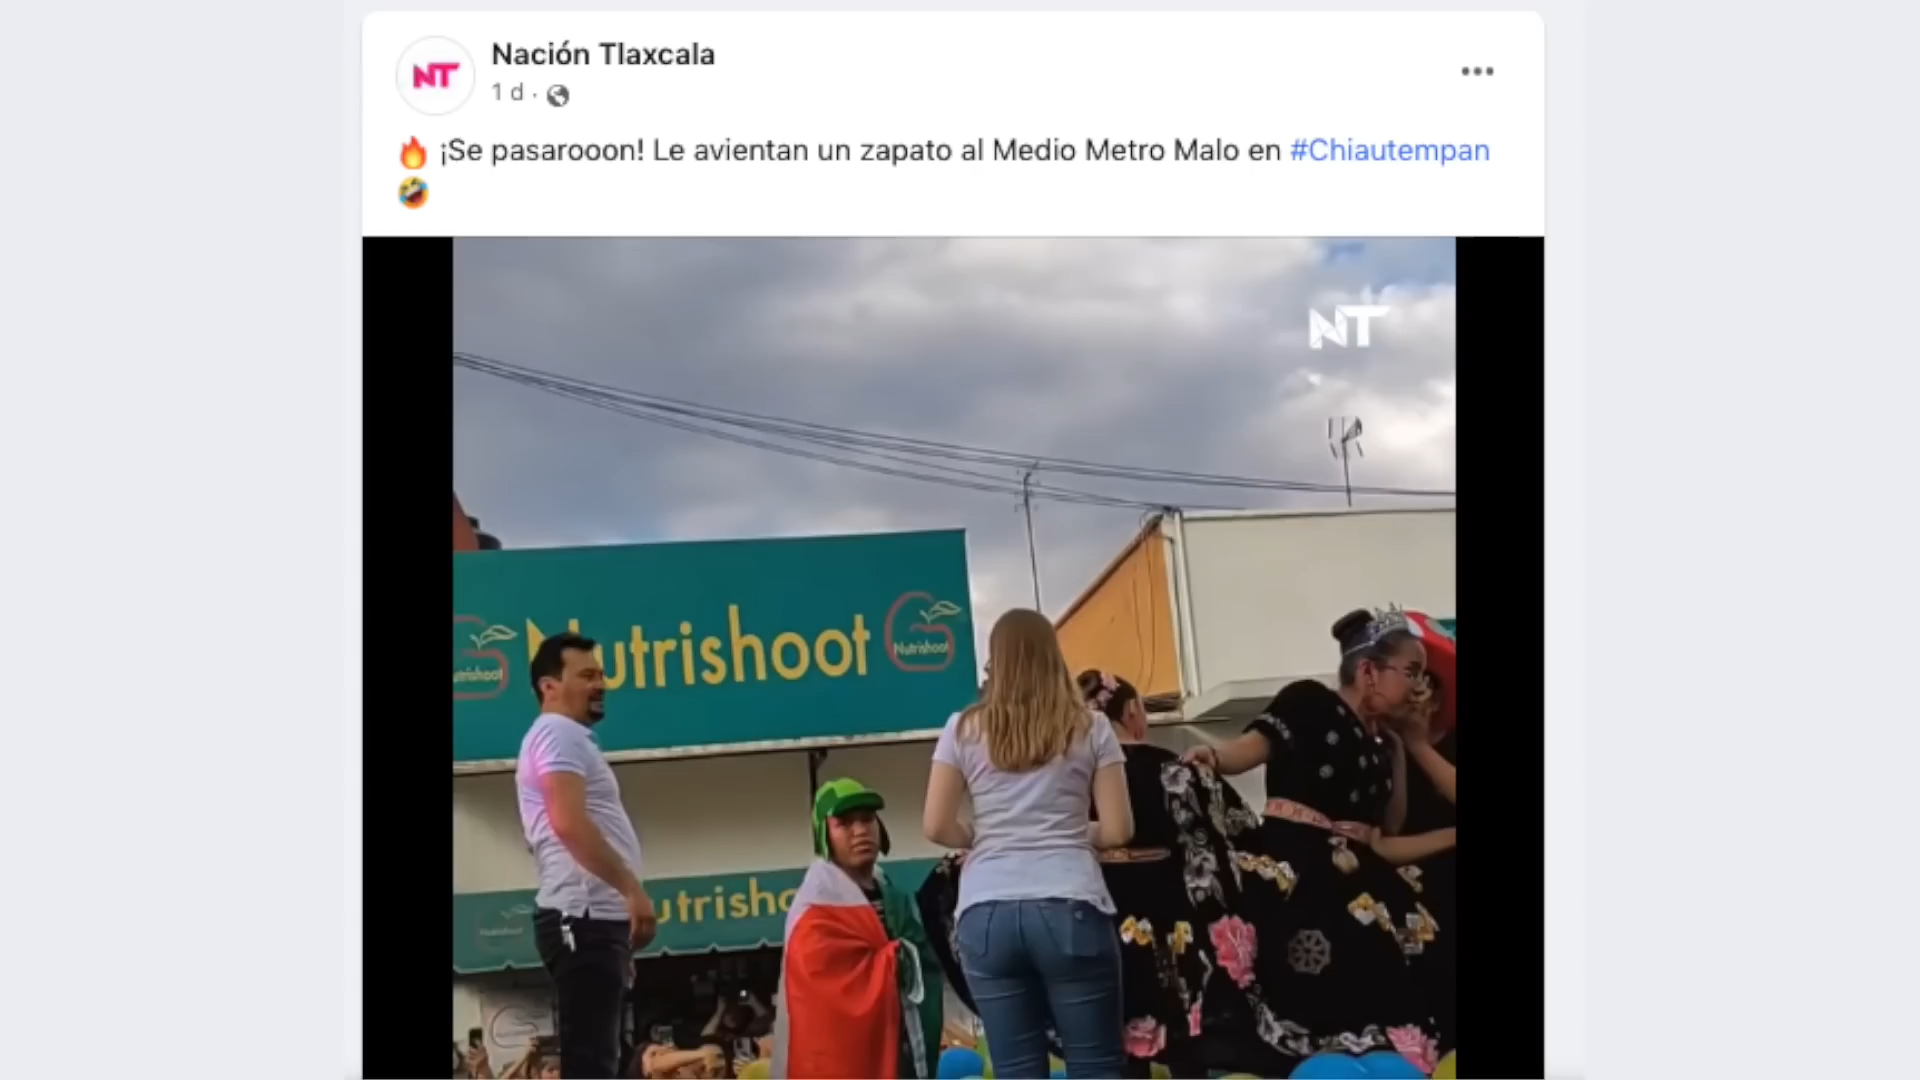 NT
Nación Tlaxcala
1 d ·
¡Se pasarooon! Le avientan un zapato al Medio Metro Malo en #Chiautempan
NT
Nutrishoot
Nutrishoot
utrishoot
utrisho